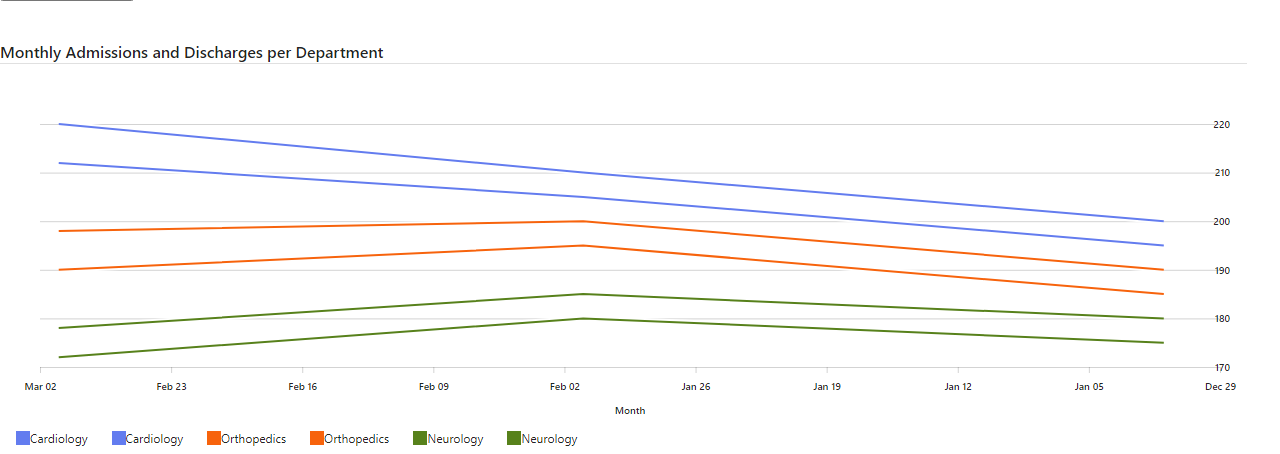 Monthly Admissions and Discharges per Department
220
210
200
190
180
170
Mar 02 Feb 23 Feb 16 Feb 09 Feb 02 Jan 26 Jan 19 Jan 12 Jan 05 Dec 29
Month
Cardiology Cardiology Orthopedics Orthopedics Neurology Neurology